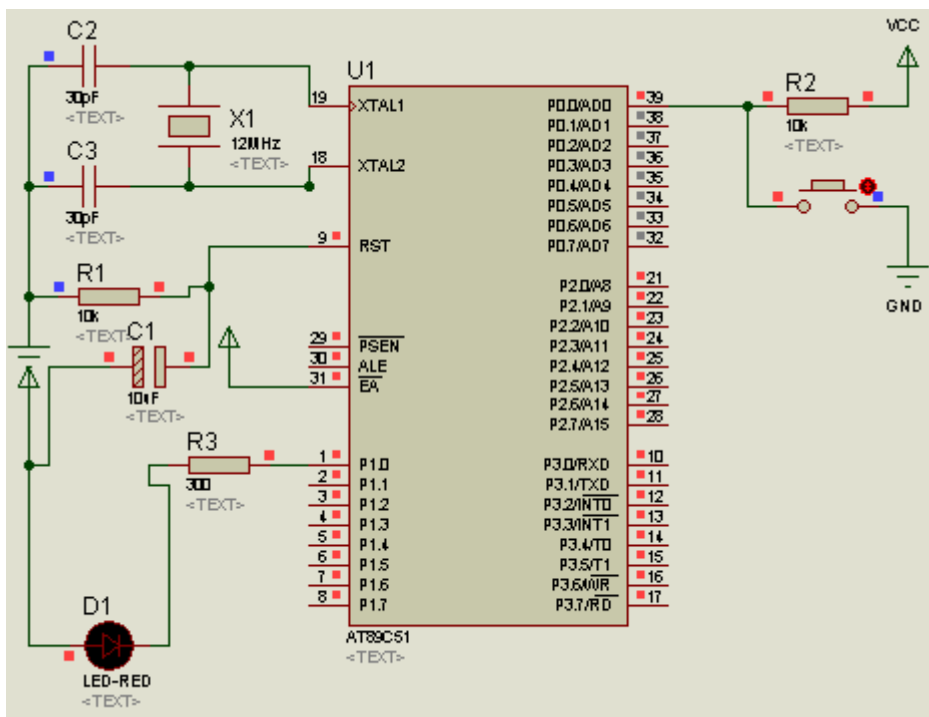 C2
30pF
<TEXT>
X1
12MHz
<TEXT>
C3
30pF
<TEXT>
R1
10k
<TEXT>
C1
10uF
<TEXT>
R3
300
<TEXT>
D1
LED-RED
<TEXT>
U1
19 XTAL1
18 XTAL2
9 RST
29 PSEN
30 ALE
31 EA
1 P1.0
2 P1.1
3 P1.2
4 P1.3
5 P1.4
6 P1.5
7 P1.6
8 P1.7
P0.0/AD0 39
P0.1/AD1 38
P0.2/AD2 37
P0.3/AD3 36
P0.4/AD4 35
P0.5/AD5 34
P0.6/AD6 33
P0.7/AD7 32
P2.0/A8 21
P2.1/A9 22
P2.2/A10 23
P2.3/A11 24
P2.4/A12 25
P2.5/A13 26
P2.6/A14 27
P2.7/A15 28
P3.0/RXD 10
P3.1/TXD 11
P3.2/INT0 12
P3.3/INT1 13
P3.4/T0 14
P3.5/T1 15
P3.6/WR 16
P3.7/RD 17
AT89C51
<TEXT>
VCC
R2
10k
<TEXT>
GND